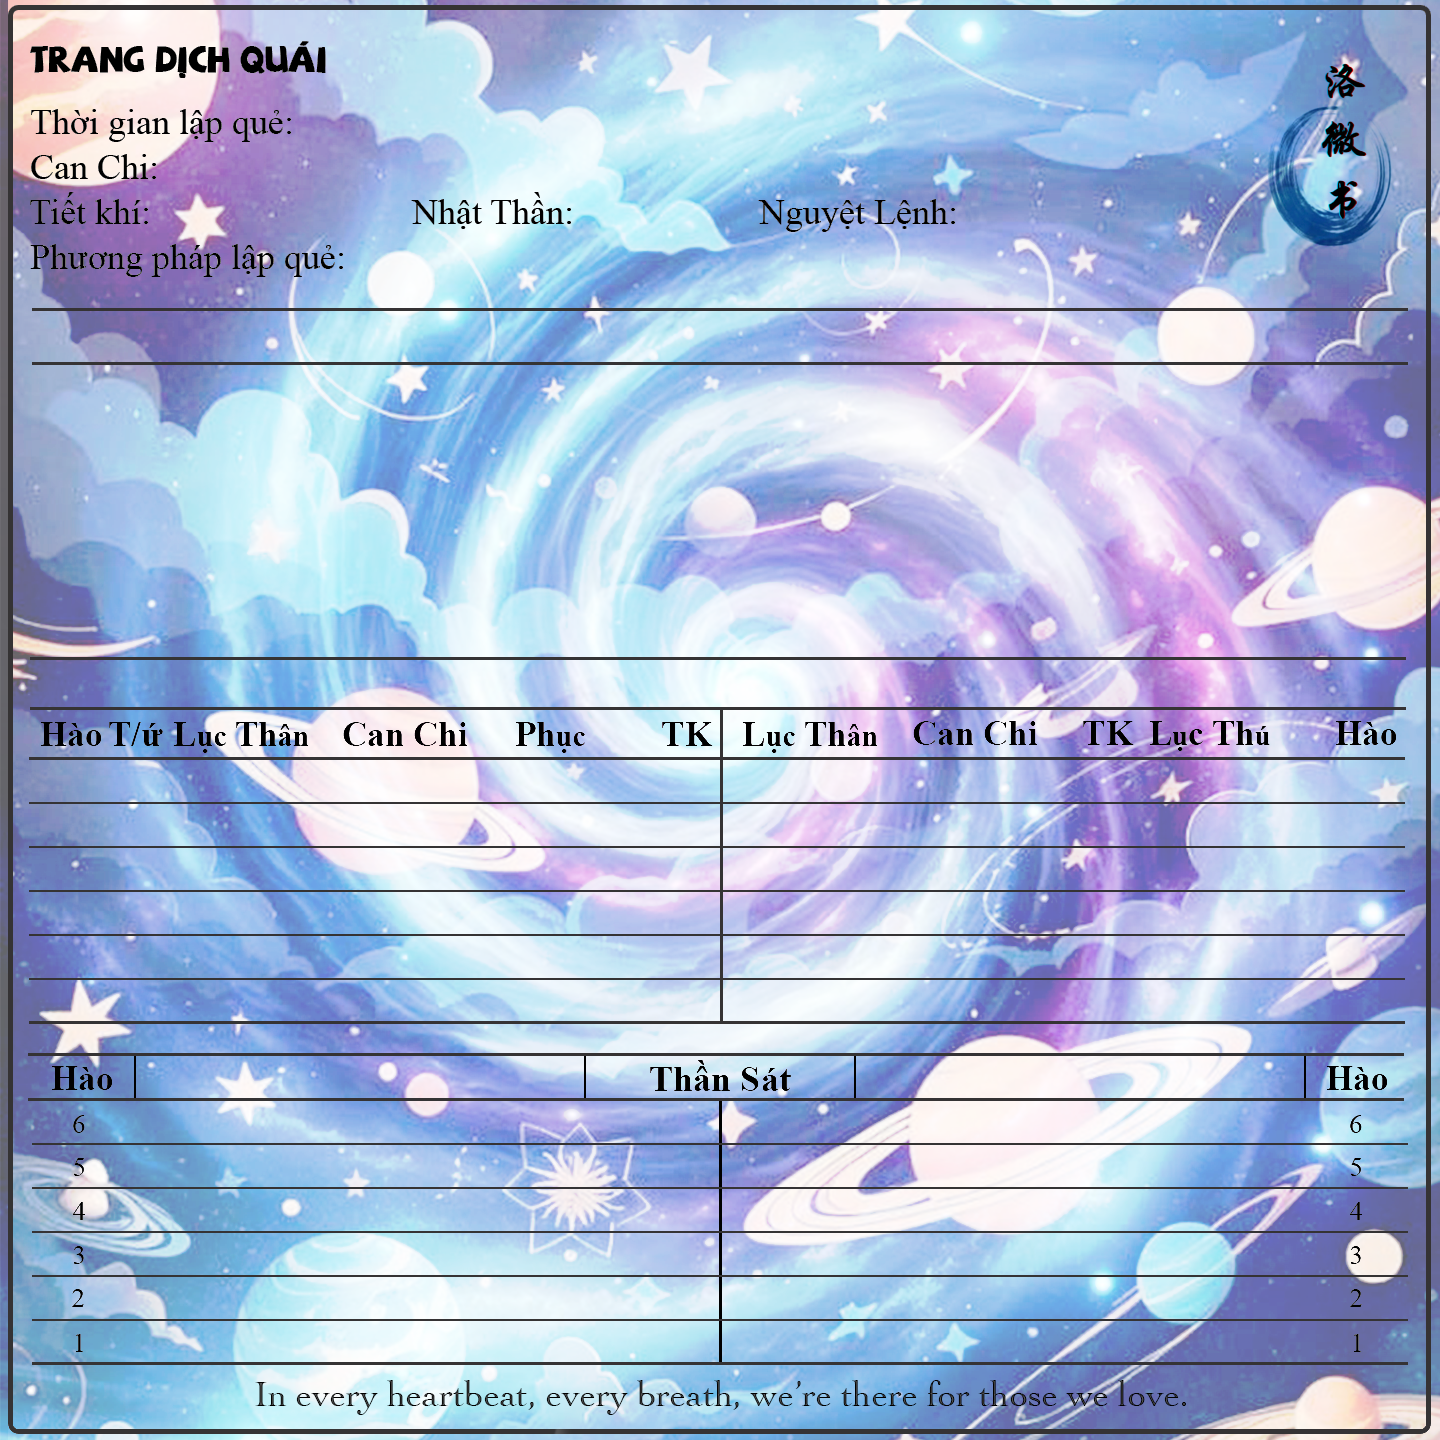 TRANG DỊCH QUÁI
洛
微
书
Thời gian lập quẻ:
Can Chi:
Tiết khí: Nhật Thần: Nguyệt Lệnh:
Phương pháp lập quẻ:
Hào T/ứ Lục Thân Can Chi Phục TK Lục Thân Can Chi TK Lục Thú Hào
Hào Thần Sát Hào
6 6
5 5
4 4
3 3
2 2
1 1
In every heartbeat, every breath, we're there for those we love.